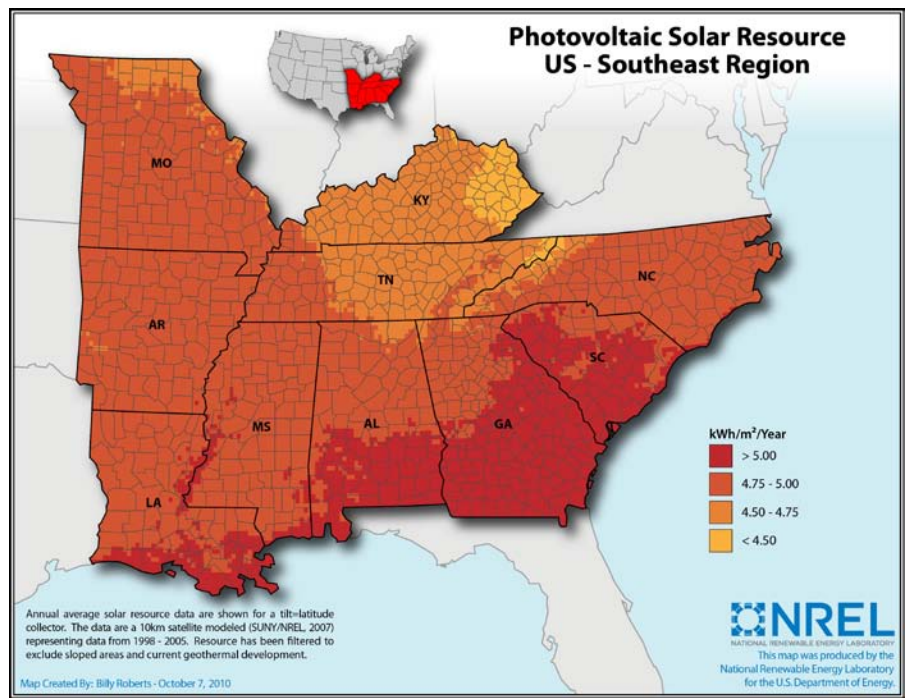 Photovoltaic Solar Resource
US - Southeast Region
MO
KY
TN
NC
AR
SC
MS
AL
GA
LA
kWh/m²/Year
> 5.00
4.75 - 5.00
4.50 - 4.75
< 4.50
Annual average solar resource data are shown for a tilt=latitude
collector. The data are a 10km satellite modeled (SUNY/NREL, 2007)
representing data from 1998 - 2005. Resource has been filtered to
exclude sloped areas and current geothermal development.
Map Created By: Billy Roberts - October 7, 2010
NREL
NATIONAL RENEWABLE ENERGY LABORATORY
This map was produced by the
National Renewable Energy Laboratory
for the U.S. Department of Energy.